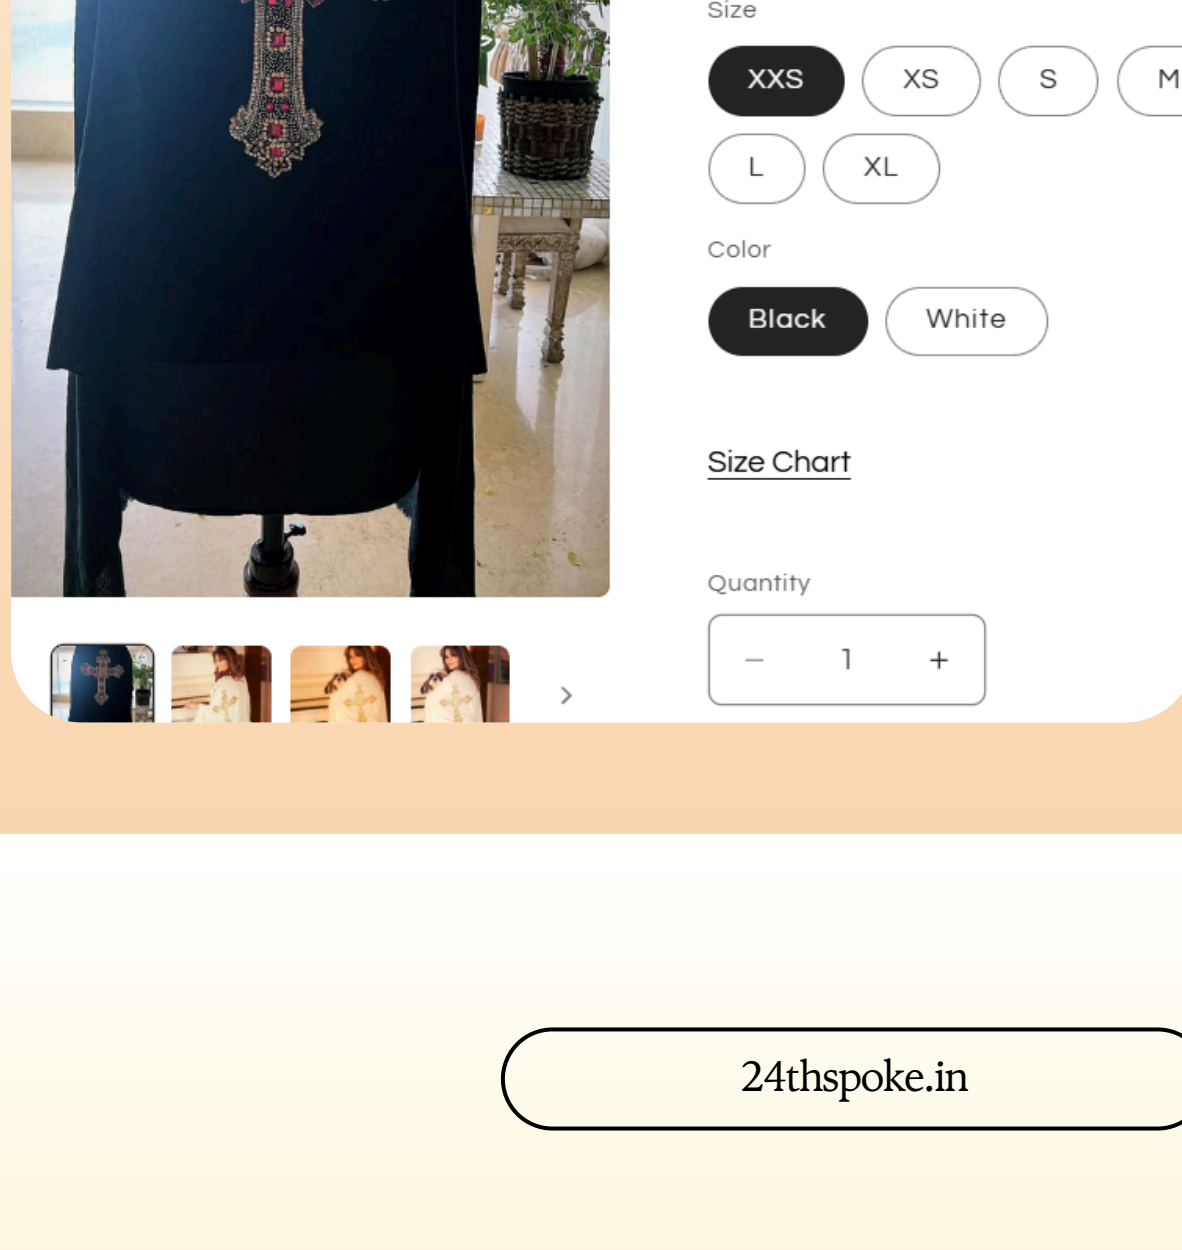 Size
XXS XS S M
L XL
Color
Black White
Size Chart
Quantity
1
24thspoke.in